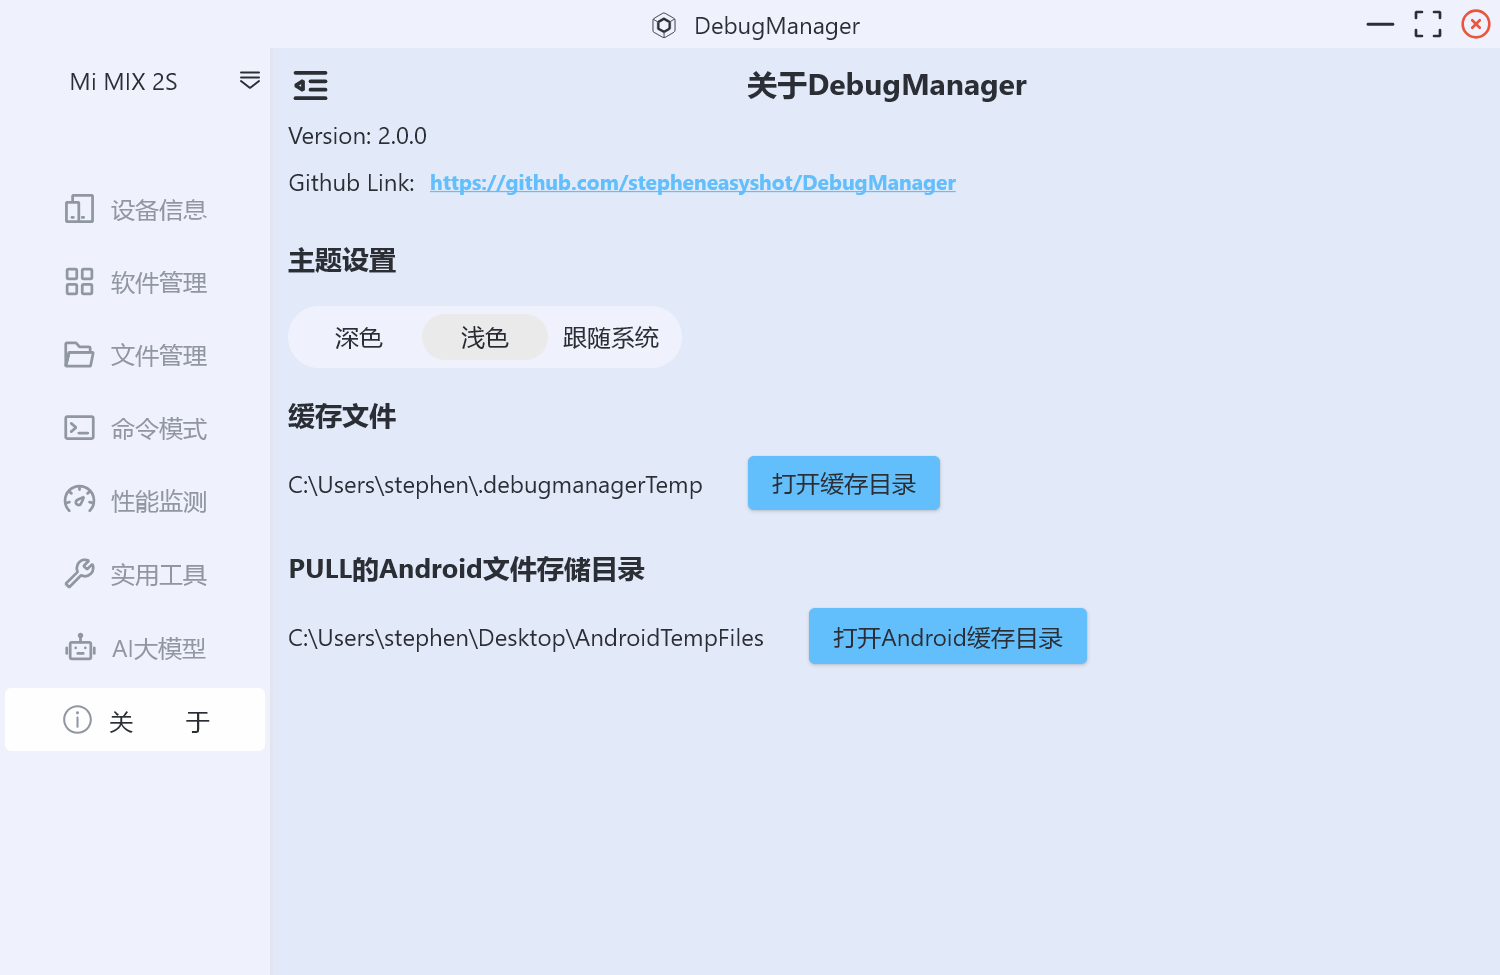 DebugManager
Mi MIX 2S
设备信息
软件管理
文件管理
命令模式
性能监测
实用工具
AI大模型
关 于
关于DebugManager
Version: 2.0.0
Github Link: https://github.com/stepheneasyshot/DebugManager
主题设置
深色 浅色 跟随系统
缓存文件
C:\Users\stephen\.debugmanagerTemp 打开缓存目录
PULL的Android文件存储目录
C:\Users\stephen\Desktop\AndroidTempFiles 打开Android缓存目录